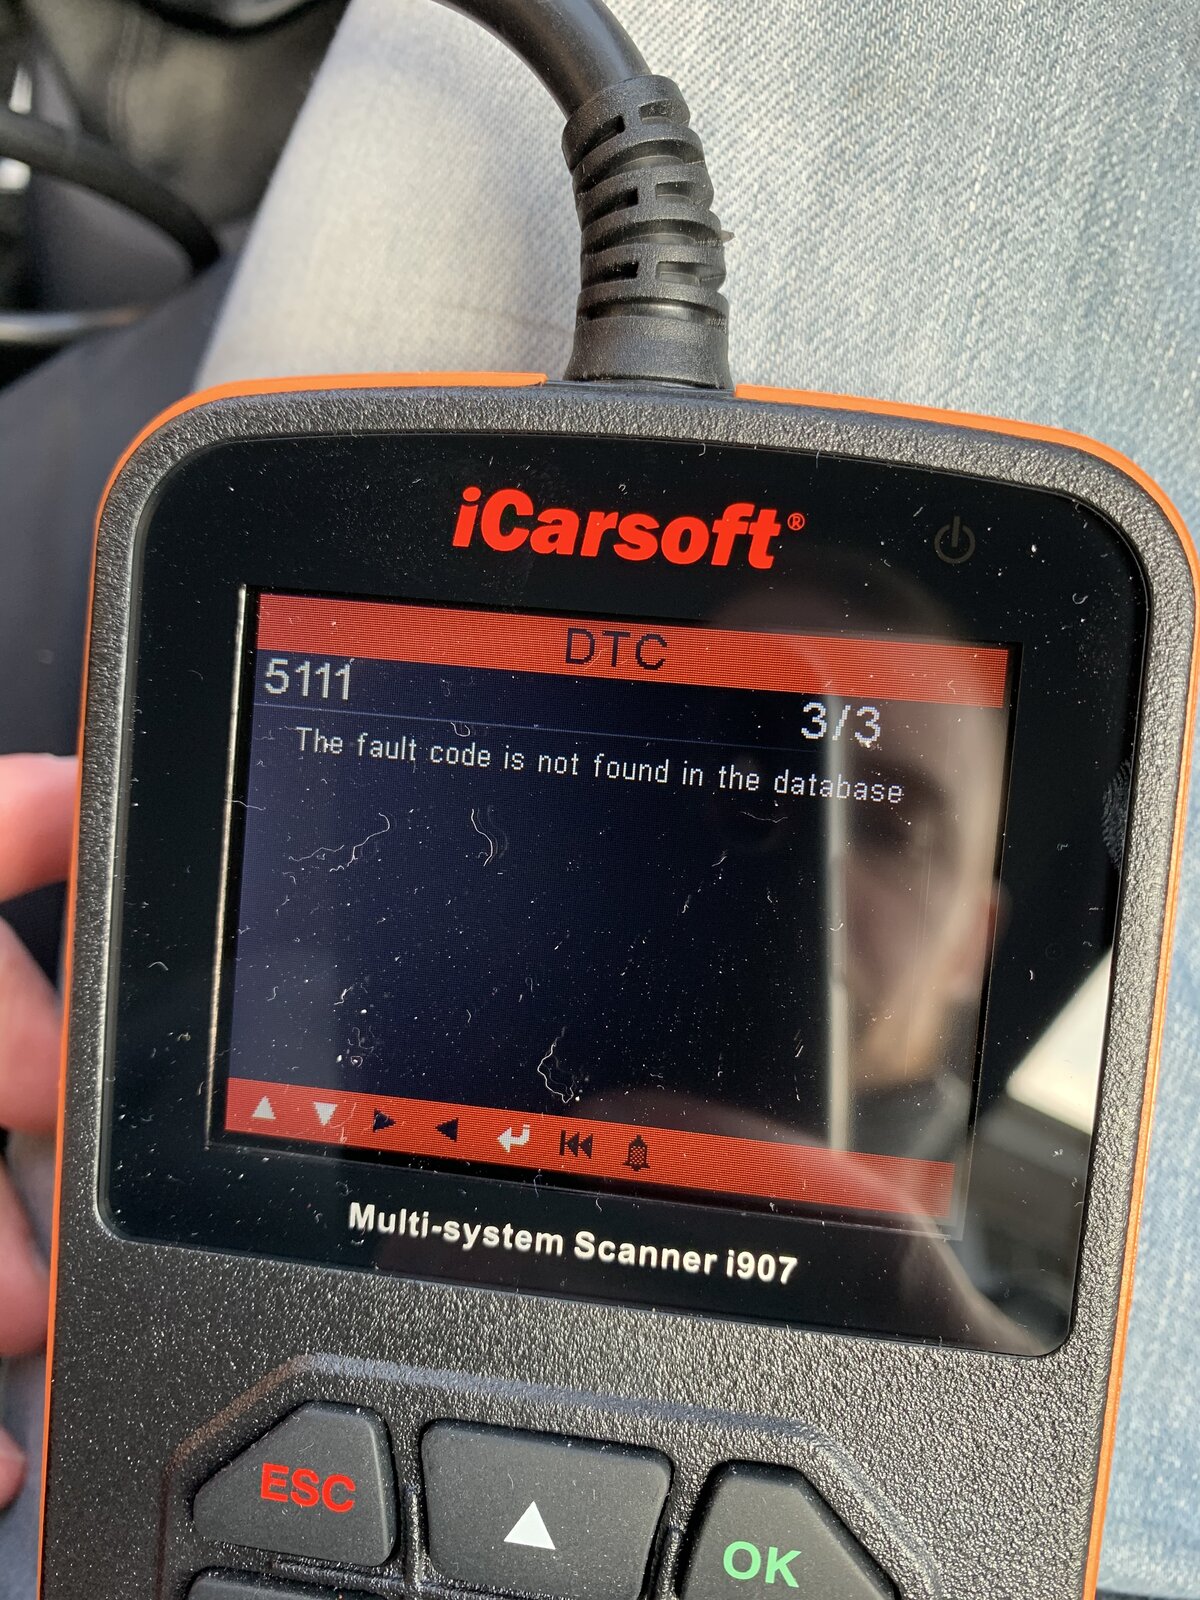 iCarsoft®
DTC
5111
3/3
The fault code is not found in the database
Multi-system Scanner i907
ESC
OK